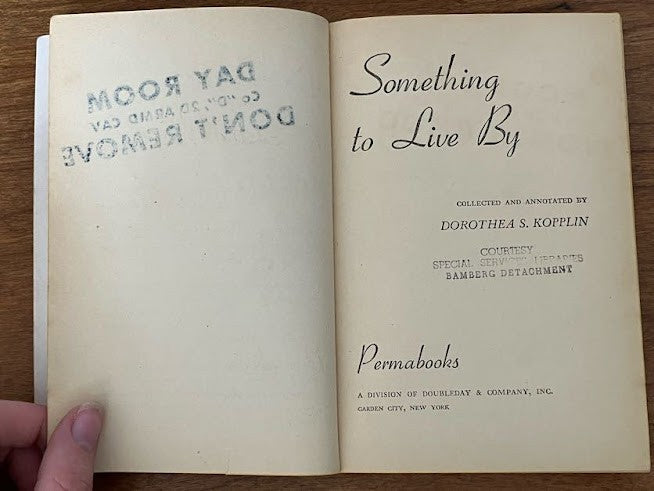 DAY ROOM
Co "D", 2D ARMD CAV
DON'T REMOVE
Something
to Live By
COLLECTED AND ANNOTATED BY
DOROTHEA S. KOPPLIN
COURTESY
SPECIAL SERVICES LIBRARIES
BAMBERG DETACHMENT
Permabooks
A DIVISION OF DOUBLEDAY & COMPANY, INC.
GARDEN CITY, NEW YORK